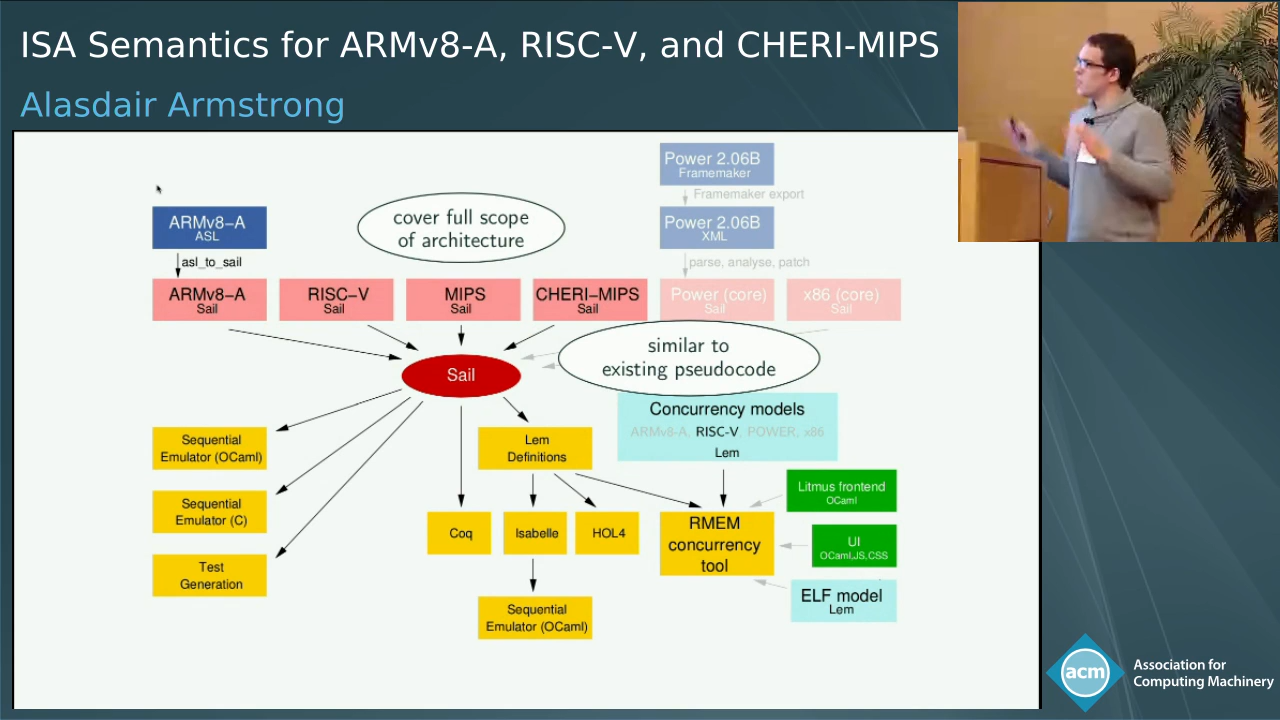 ISA Semantics for ARMv8-A, RISC-V, and CHERI-MIPS
Alasdair Armstrong
Power 2.06B
Framemaker
Framemaker export
ARMv8–A
ASL
cover full scope
of architecture
Power 2.06B
XML
asl_to_sail
parse, analyse, patch
ARMv8–A
Sail
RISC–V
Sail
MIPS
Sail
CHERI–MIPS
Sail
Power (core)
Sail
x86 (core)
Sail
similar to
existing pseudocode
Sail
Concurrency models
ARMv8-A, RISC-V, POWER, x86
Lem
Sequential
Emulator (OCaml)
Lem
Definitions
Litmus frontend
OCaml
Sequential
Emulator (C)
Coq
Isabelle
HOL4
RMEM
concurrency
tool
UI
OCaml,JS,CSS
Test
Generation
ELF model
Lem
Sequential
Emulator (OCaml)
acm
Association for
Computing Machinery